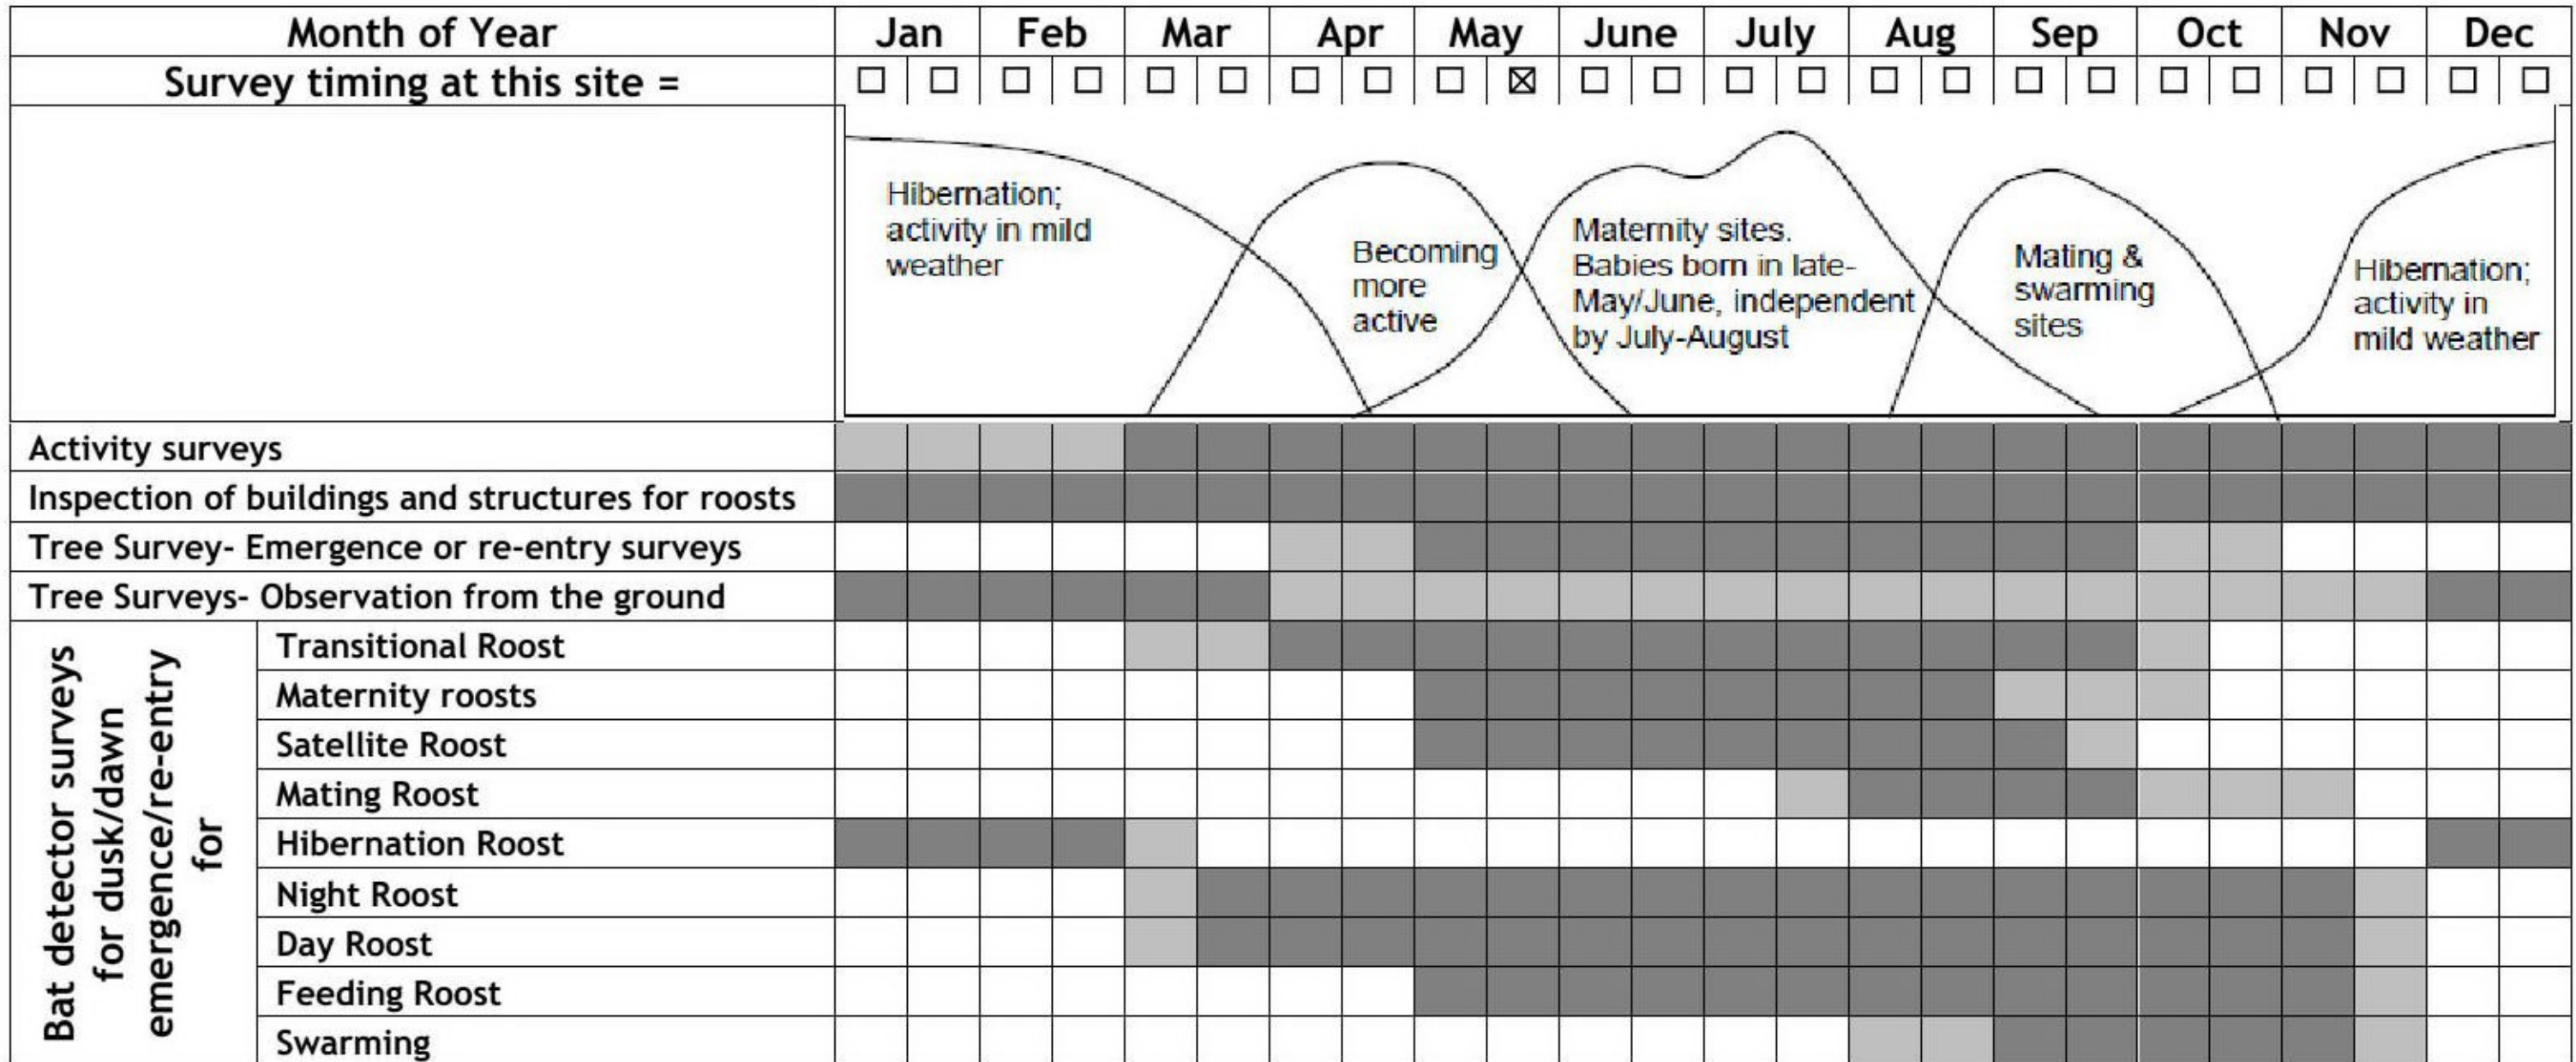 Month of Year Jan Feb Mar Apr May June July Aug Sep Oct Nov Dec
Survey timing at this site = ☐ ☐ ☐ ☐ ☐ ☐ ☐ ☐ ☐ ☒ ☐ ☐ ☐ ☐ ☐ ☐ ☐ ☐ ☐ ☐ ☐ ☐ ☐ ☐
Hibernation;
activity in mild
weather
Becoming
more
active
Maternity sites.
Babies born in late-
May/June, independent
by July-August
Mating &
swarming
sites
Hibernation;
activity in
mild weather
Activity surveys
Inspection of buildings and structures for roosts
Tree Survey- Emergence or re-entry surveys
Tree Surveys- Observation from the ground
Bat detector surveys
for dusk/dawn
emergence/re-entry
for
Transitional Roost
Maternity roosts
Satellite Roost
Mating Roost
Hibernation Roost
Night Roost
Day Roost
Feeding Roost
Swarming